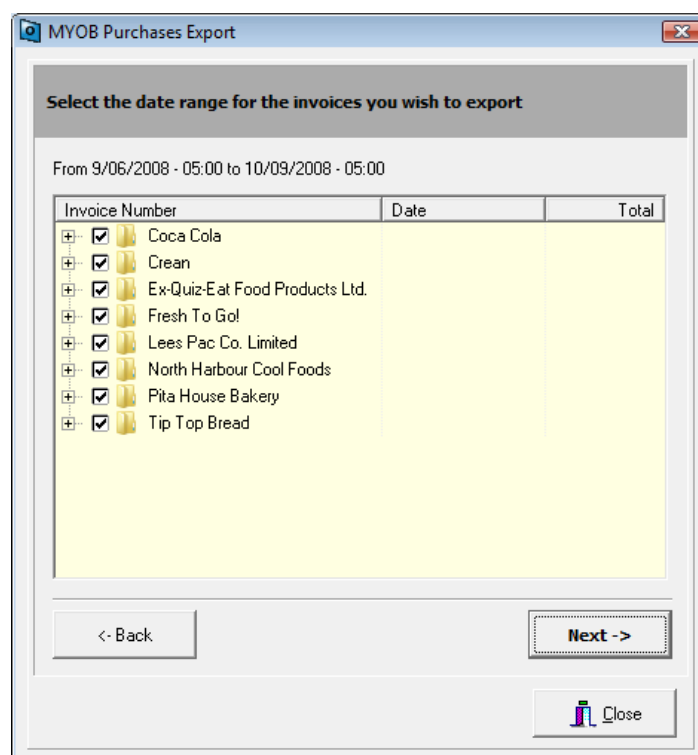 MYOB Purchases Export
Select the date range for the invoices you wish to export
From 9/06/2008 - 05:00 to 10/09/2008 - 05:00
Invoice Number Date Total
Coca Cola
Crean
Ex-Quiz-Eat Food Products Ltd.
Fresh To Go!
Lees Pac Co. Limited
North Harbour Cool Foods
Pita House Bakery
Tip Top Bread
<- Back Next ->
Close